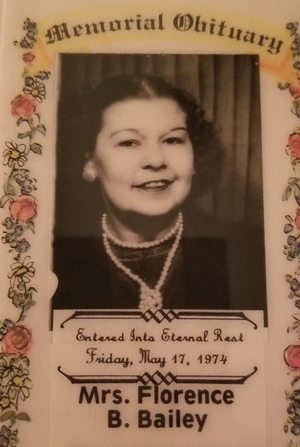 Memorial Obituary
Entered Into Eternal Rest
Friday, May 17, 1974
Mrs. Florence
B. Bailey